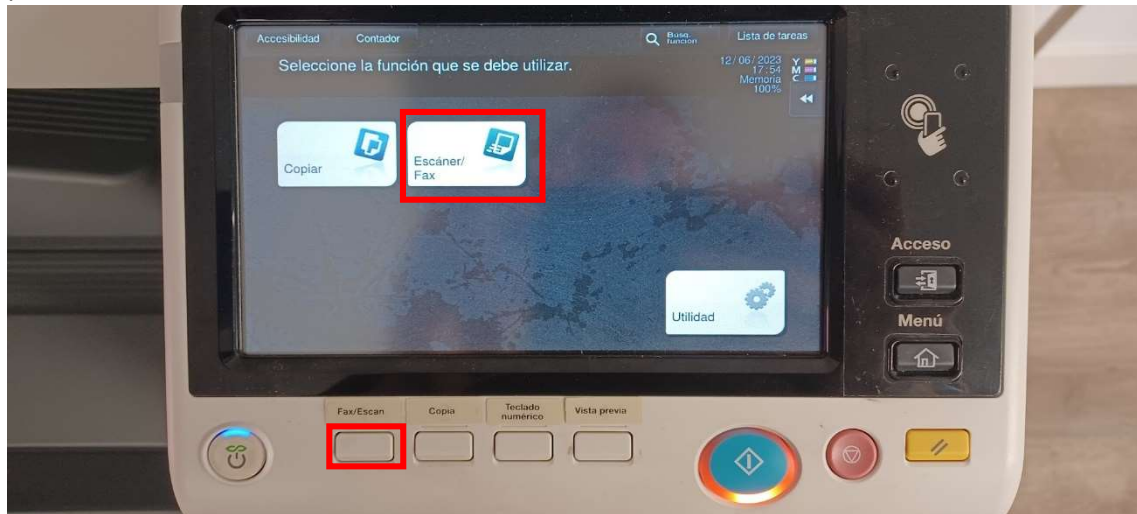 Accesibilidad
Contador
Busq.
función
Lista de tareas
Seleccione la función que se debe utilizar.
12/06/2023
17:54
Memoria
100%
Y
M
C
Copiar
Escáner/
Fax
Utilidad
Acceso
Menú
Fax/Escan
Copia
Teclado
numérico
Vista previa